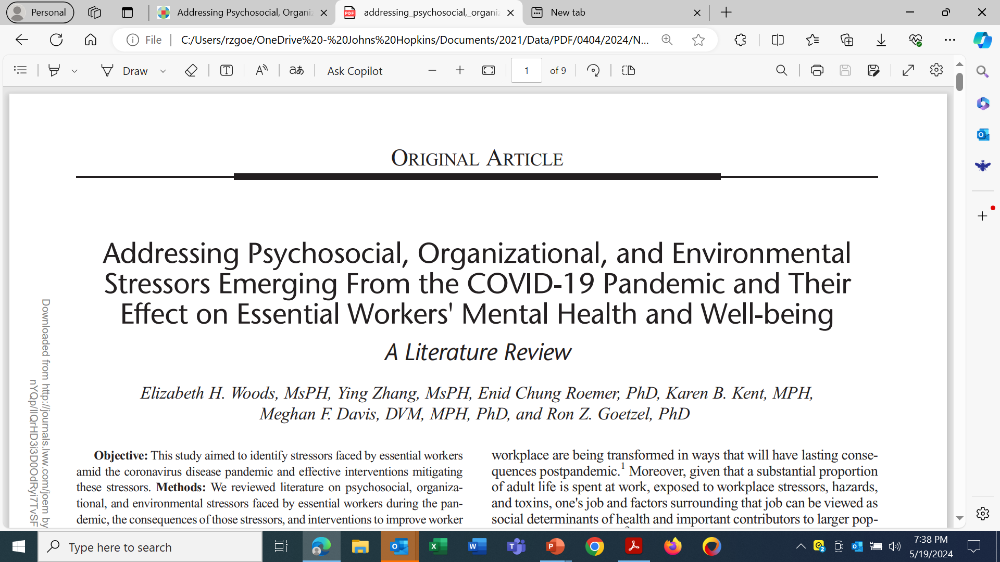 Personal
Addressing Psychosocial, Organiz
addressing_psychosocial,_organiz
New tab
File
C:/Users/rzgoe/OneDrive%20-%20Johns%20Hopkins/Documents/2021/Data/PDF/0404/2024/N...
Draw
Ask Copilot
1
of 9
ORIGINAL ARTICLE
Addressing Psychosocial, Organizational, and Environmental
Stressors Emerging From the COVID-19 Pandemic and Their
Effect on Essential Workers' Mental Health and Well-being
A Literature Review
Elizabeth H. Woods, MsPH, Ying Zhang, MsPH, Enid Chung Roemer, PhD, Karen B. Kent, MPH,
Meghan F. Davis, DVM, MPH, PhD, and Ron Z. Goetzel, PhD
Objective: This study aimed to identify stressors faced by essential workers
amid the coronavirus disease pandemic and effective interventions mitigating
these stressors. Methods: We reviewed literature on psychosocial, organiza-
tional, and environmental stressors faced by essential workers during the pan-
demic, the consequences of those stressors, and interventions to improve worker
workplace are being transformed in ways that will have lasting conse-
quences postpandemic.1 Moreover, given that a substantial proportion
of adult life is spent at work, exposed to workplace stressors, hazards,
and toxins, one's job and factors surrounding that job can be viewed as
social determinants of health and important contributors to larger pop-
Downloaded from http://journals.lww.com/joem by
Type here to search
7:38 PM
5/19/2024